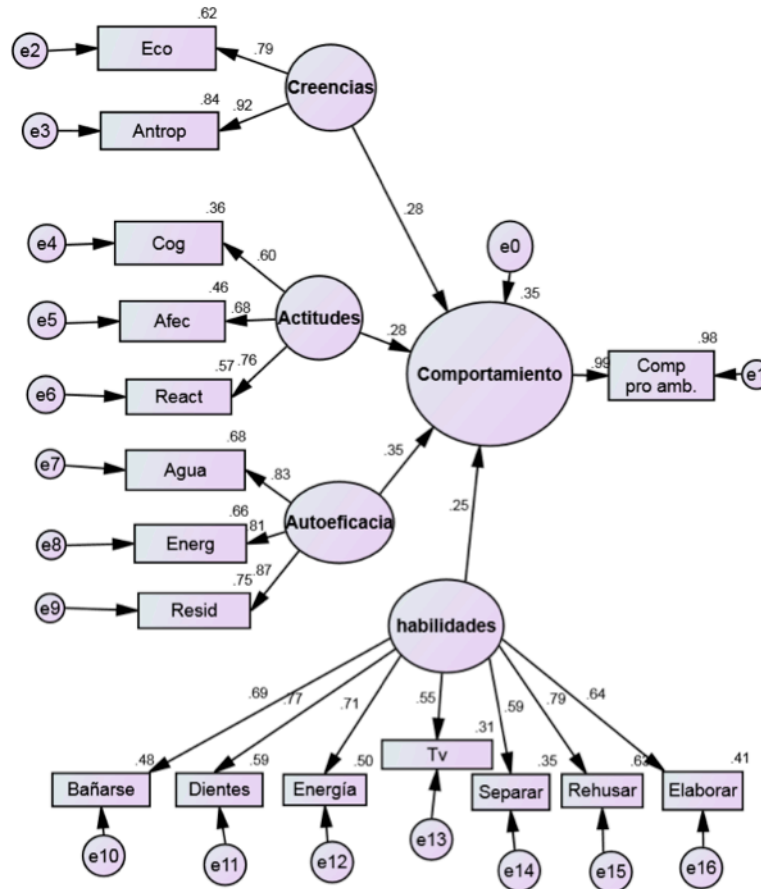 .62
e2
Eco
.79
Creencias
.84
.92
e3
Antrop
.28
e0
.36
e4
Cog
.60
.35
.46
e5
Afec
.68
Actitudes
.28
.98
Comportamiento
.99
Comp
pro amb.
.57
.76
e6
React
.68
e7
Agua
.83
.35
.66
Autoeficacia
.25
e8
Energ
81
.75
.87
e9
Resid
habilidades
.69
.77
.71
.55
.59
.79
.64
.31
Tv
.48
.59
.50
.35
.63
.41
Bañarse
Dientes
Energía
Separar
Rehusar
Elaborar
e10
e11
e12
e13
e14
e15
e16